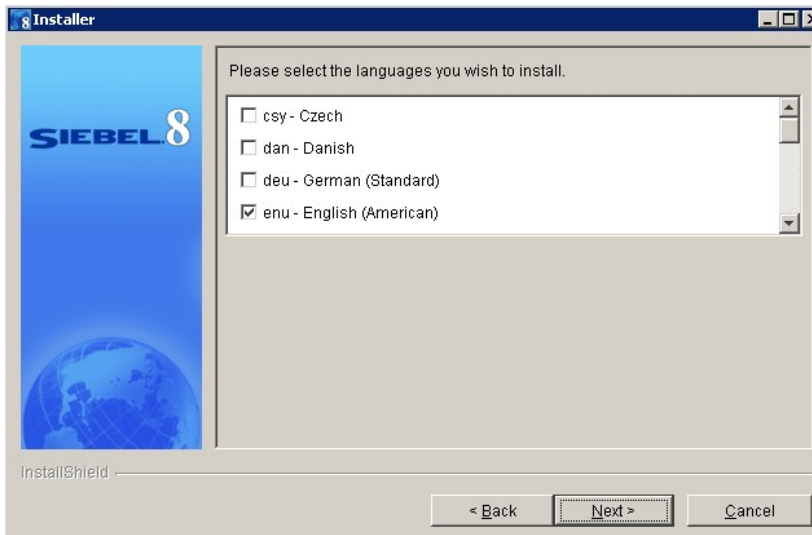 8 Installer
Please select the languages you wish to install.
SIEBEL.8
csy - Czech
dan - Danish
deu - German (Standard)
enu - English (American)
InstallShield
< Back
Next >
Cancel